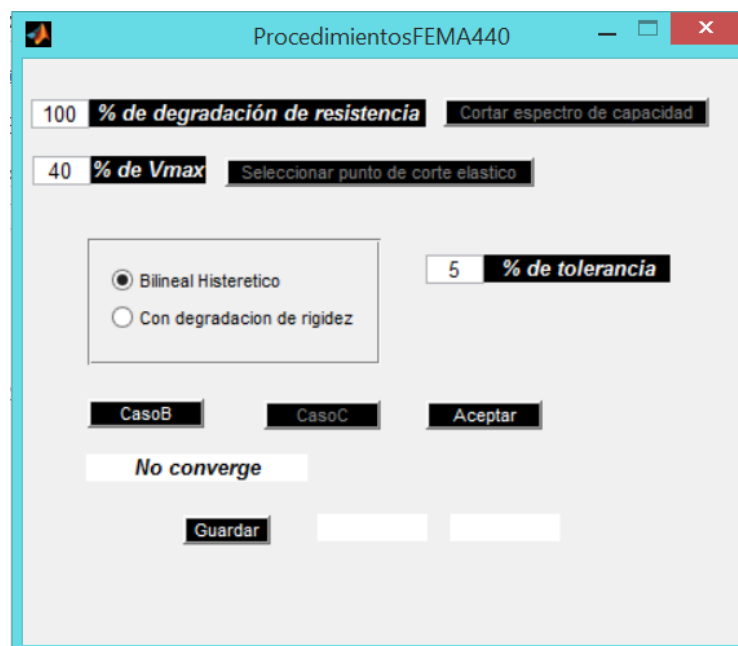 ProcedimientosFEMA440
100 % de degradación de resistencia Cortar espectro de capacidad
40 % de Vmax Seleccionar punto de corte elastico
Bilineal Histeretico
5 % de tolerancia
Con degradacion de rigidez
CasoB CasoC Aceptar
No converge
Guardar